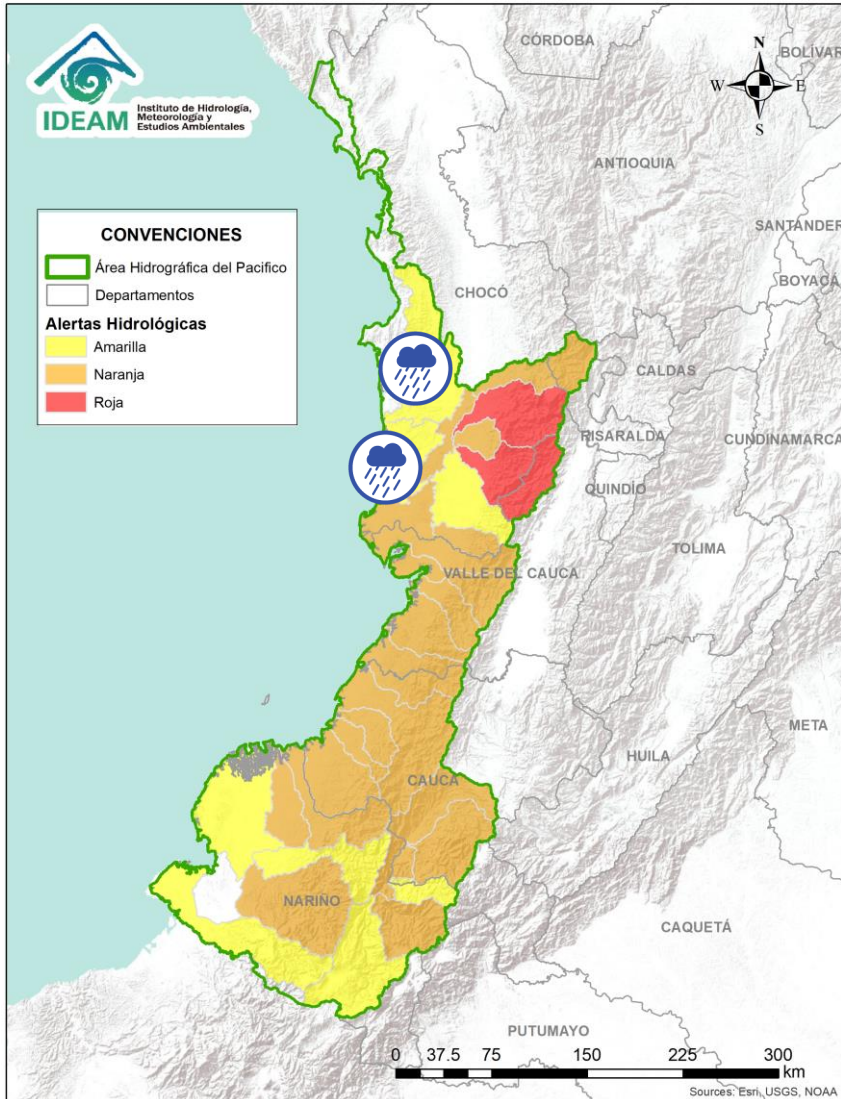 IDEAM
Instituto de Hidrología,
Meteorología y
Estudios Ambientales
CÓRDOBA
BOLÍVAR
N
W
E
S
ANTIOQUIA
SANTANDER
BOYACÁ
CONVENCIONES
Área Hidrográfica del Pacifico
Departamentos
Alertas Hidrológicas
Amarilla
Naranja
Roja
CHOCÓ
CALDAS
RISARALDA
CUNDINAMARCA
QUINDÍO
TOLIMA
VALLE DEL CAUCA
META
HUILA
CAUCA
NARIÑO
CAQUETÁ
PUTUMAYO
0 37.5 75 150 225 300
km
Sources: Esri, USGS, NOAA